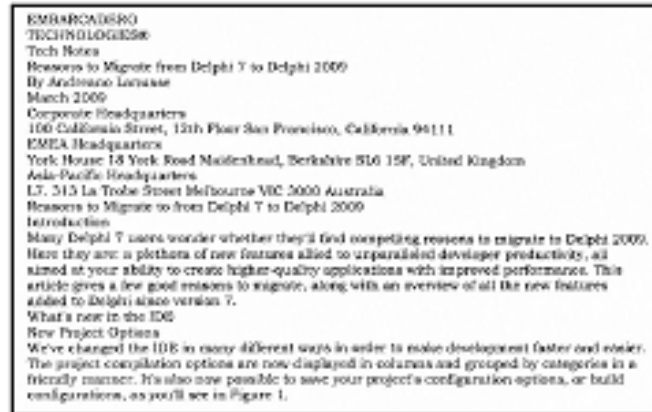 EMBARCADERO
TECHNOLOGIES®
Tech Notes
Reasons to Migrate from Delphi 7 to Delphi 2009
By Andreano Lanusse
March 2009
Corporate Headquarters
100 California Street, 12th Floor San Francisco, California 94111
EMEA Headquarters
York House 18 York Road Maidenhead, Berkshire SL6 1SF, United Kingdom
Asia-Pacific Headquarters
L7. 313 La Trobe Street Melbourne VIC 3000 Australia
Reasons to Migrate to from Delphi 7 to Delphi 2009
Introduction
Many Delphi 7 users wonder whether they'll find compelling reasons to migrate to Delphi 2009.
Here they are: a plethora of new features allied to unparalleled developer productivity, all
aimed at your ability to create higher-quality applications with improved performance. This
article gives a few good reasons to migrate, along with an overview of all the new features
added to Delphi since version 7.
What's new in the IDE
New Project Options
We've changed the IDE in many different ways in order to make development faster and easier.
The project compilation options are now displayed in columns and grouped by categories in a
friendly manner. It's also now possible to save your project's configuration options, or build
configurations, as you'll see in Figure 1.